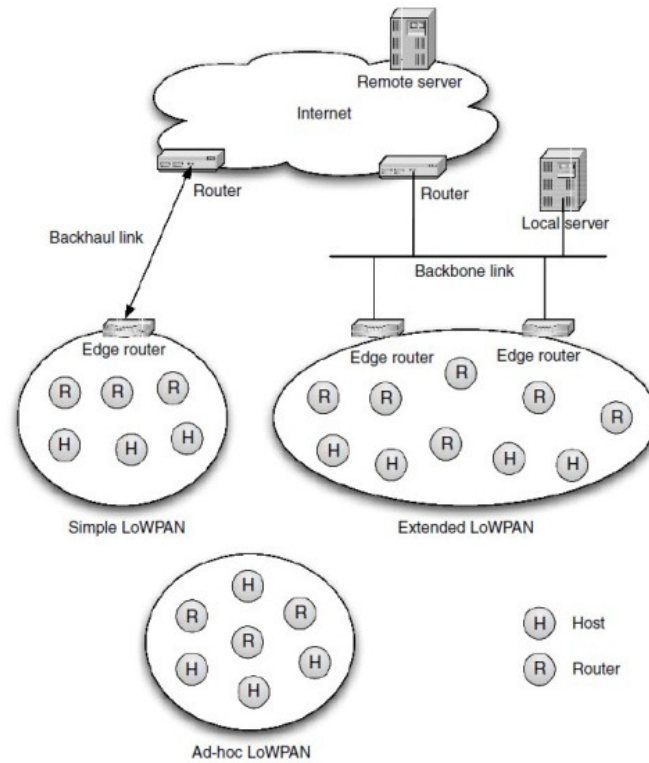 Remote server
Internet
Router
Router
Backhaul link
Local server
Backbone link
Edge router
Edge router
Edge router
R R R
H H H
R R R R R
H H R H H
Simple LoWPAN
Extended LoWPAN
H
R R
R
H H
H
H Host
R Router
Ad-hoc LoWPAN